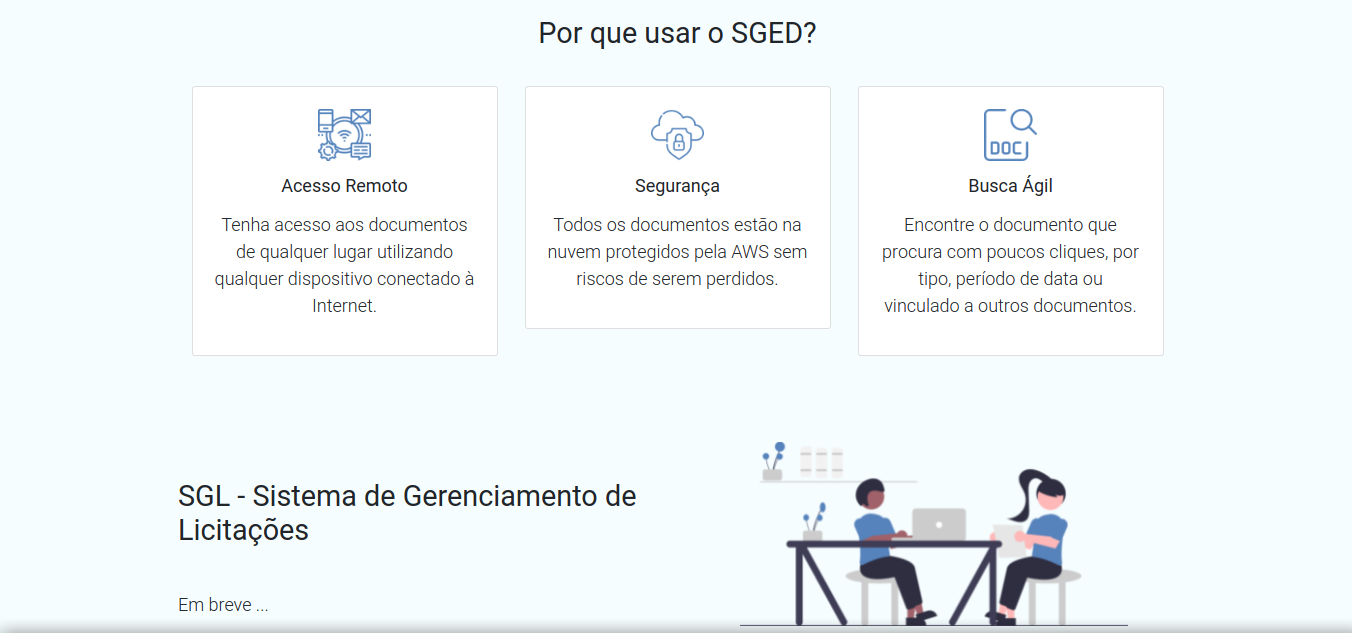 Por que usar o SGED?
Acesso Remoto
Tenha acesso aos documentos
de qualquer lugar utilizando
qualquer dispositivo conectado à
Internet.
Segurança
Todos os documentos estão na
nuvem protegidos pela AWS sem
riscos de serem perdidos.
DOC
Busca Ágil
Encontre o documento que
procura com poucos cliques, por
tipo, período de data ou
vinculado a outros documentos.
SGL - Sistema de Gerenciamento de
Licitações
Em breve ...